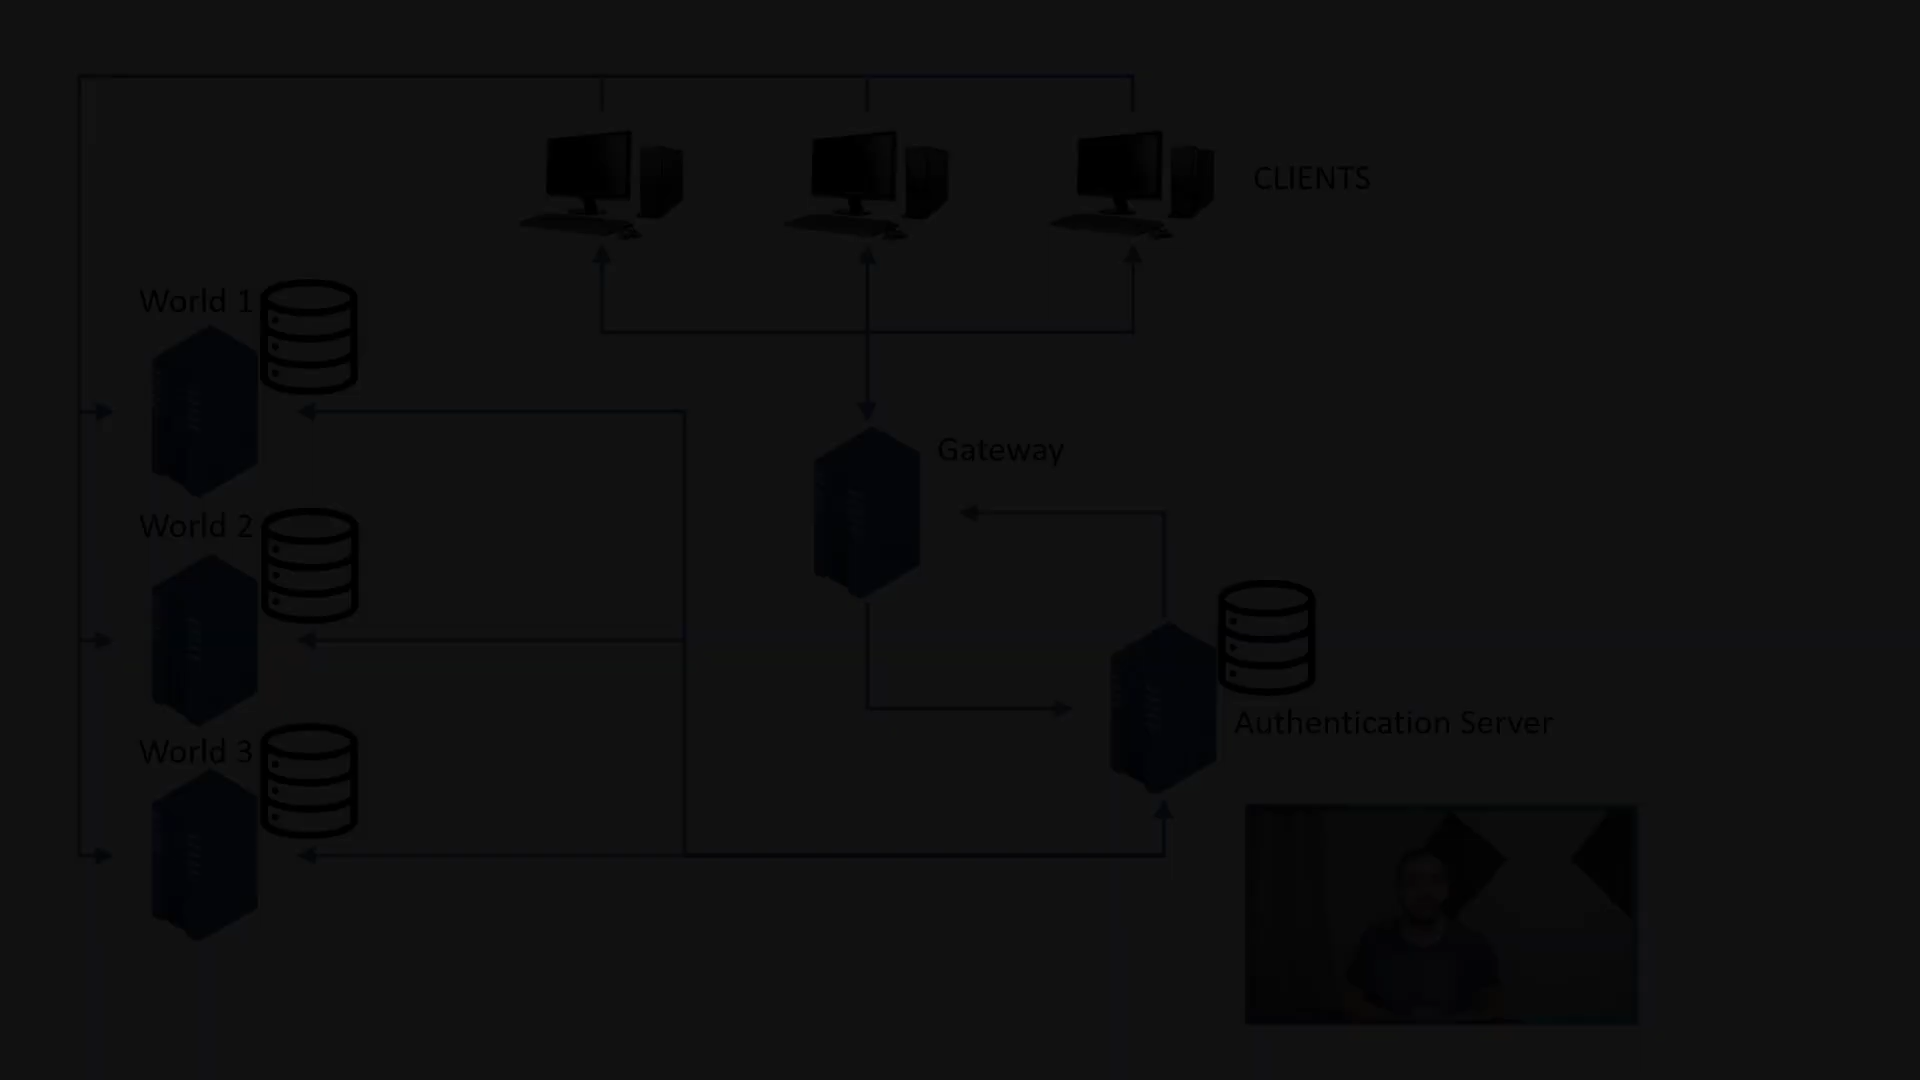 CLIENTS
World 1
Gateway
World 2
Authentication Server
World 3